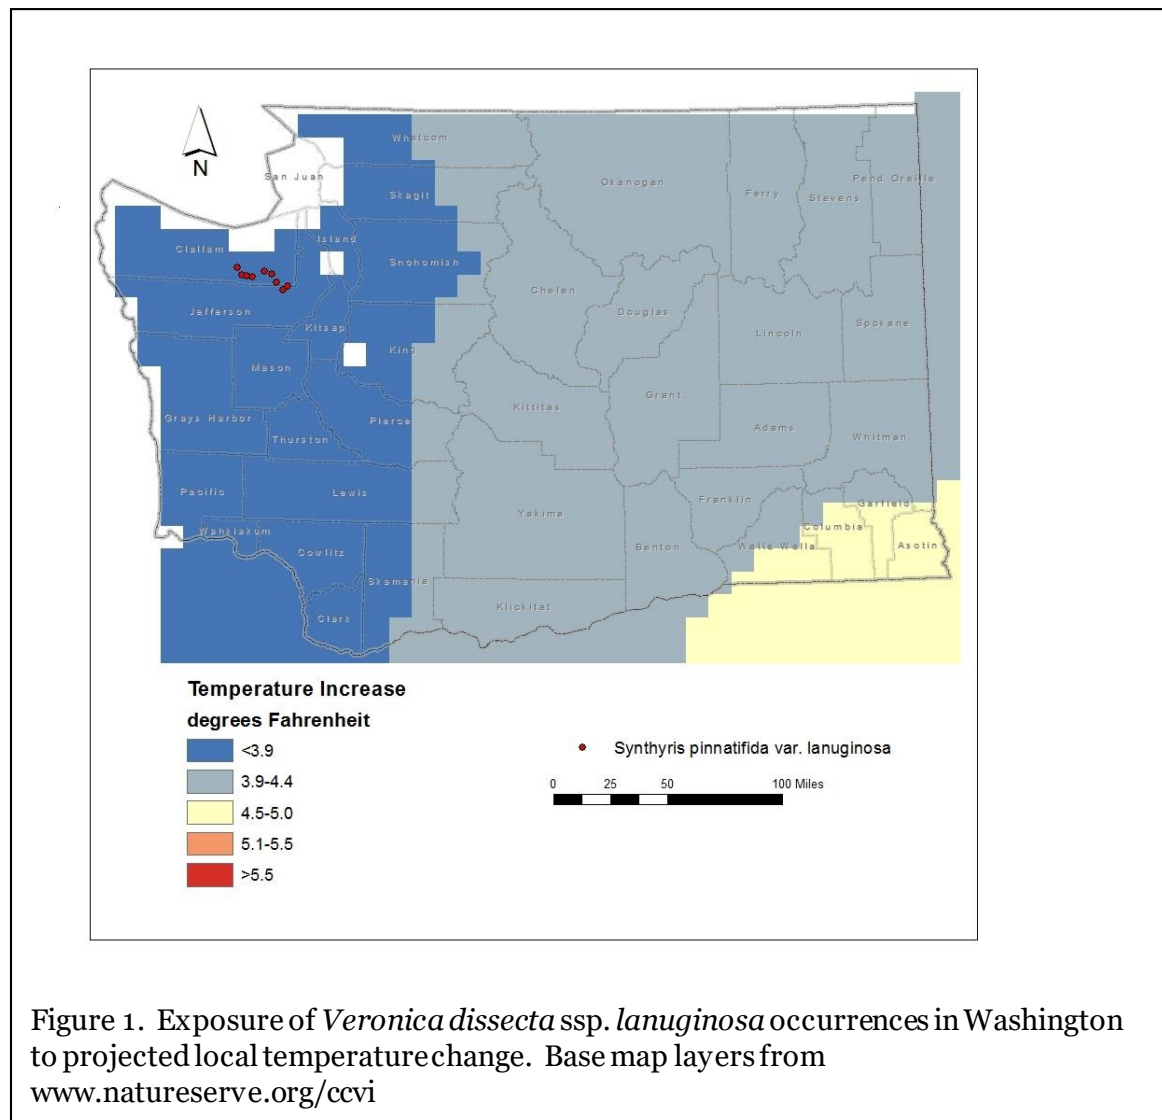 N
Whatcom
San Juan
Okanogan
Pend Oreille
Ferry
Stevens
Skagit
Island
Clallam
Snohomish
Chelan
Jefferson
Douglas
Kitsap
Lincoln
Spokane
King
Mason
Grant
Kittitas
Grays Harbor
Pierce
Adams
Thurston
Whitman
Pacific
Lewis
Franklin
Garfield
Yakima
Columbia
Wahkiakum
Cowlitz
Benton
Walla Walla
Asotin
Skamania
Klickitat
Clark
Temperature Increase
degrees Fahrenheit
<3.9
3.9-4.4
4.5-5.0
5.1-5.5
>5.5
Synthyris pinnatifida var. lanuginosa
0 25 50 100 Miles
Figure 1. Exposure of Veronica dissecta ssp. lanuginosa occurrences in Washington
to projected local temperature change. Base map layers from
www.natureserve.org/ccvi